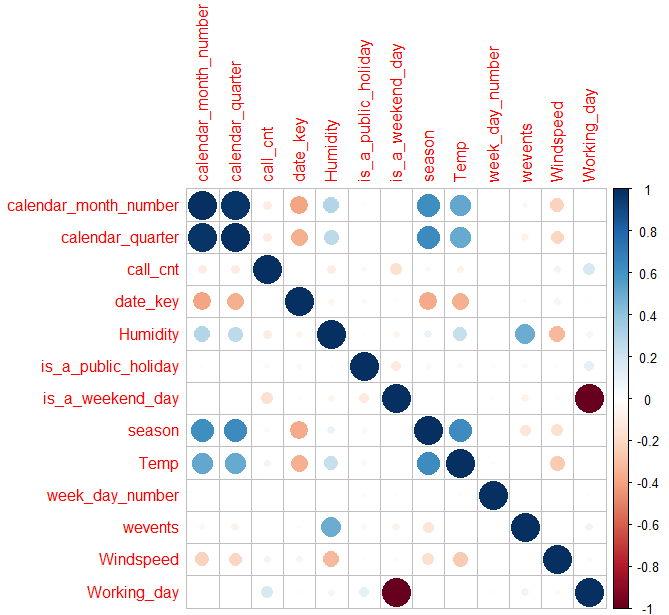 calendar_month_number
calendar_quarter
call_cnt
date_key
Humidity
is_a_public_holiday
is_a_weekend_day
season
Temp
week_day_number
wevents
Windspeed
Working_day
calendar_month_number
calendar_quarter
call_cnt
date_key
Humidity
is_a_public_holiday
is_a_weekend_day
season
Temp
week_day_number
wevents
Windspeed
Working_day
1
0.8
0.6
0.4
0.2
0
-0.2
-0.4
-0.6
-0.8
-1